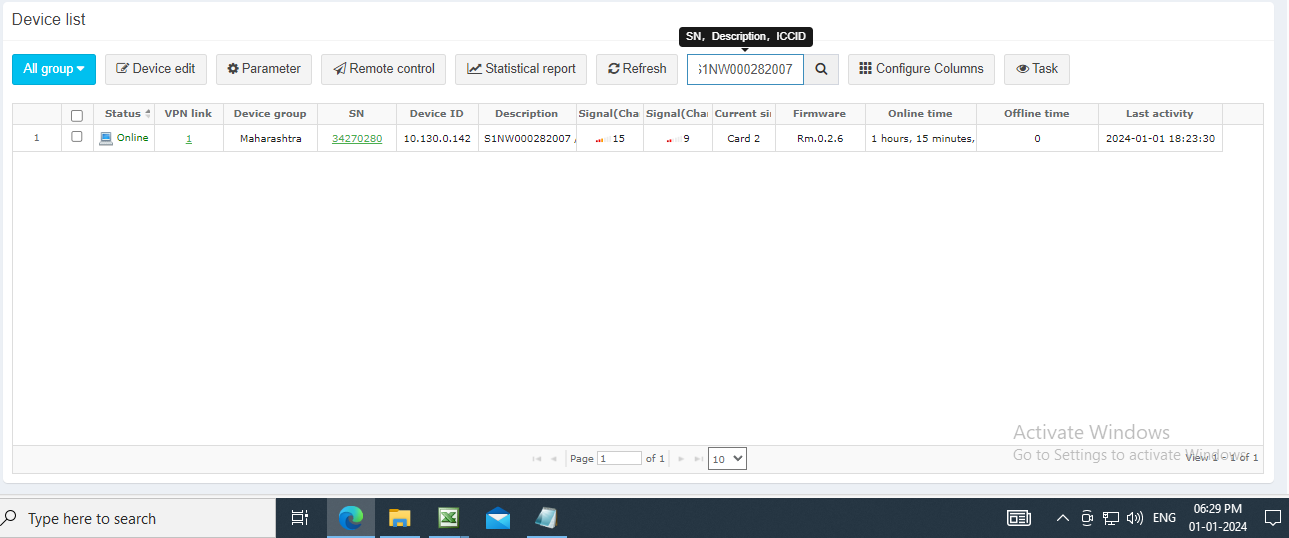 Device list
SN, Description, ICCID
All group Device edit Parameter Remote control Statistical report Refresh S1NW000282007 Configure Columns Task
Status VPN link Device group SN Device ID Description Signal(Cha Signal(Cha Current si Firmware Online time Offline time Last activity
1 Online 1 Maharashtra 34270280 10.130.0.142 S1NW000282007 / 15 9 Card 2 Rm.0.2.6 1 hours, 15 minutes, 0 2024-01-01 18:23:30
Activate Windows
Go to Settings to activate Windows.
Page 1 of 1 10 View 1 - 1 of 1
Type here to search ENG 06:29 PM
01-01-2024